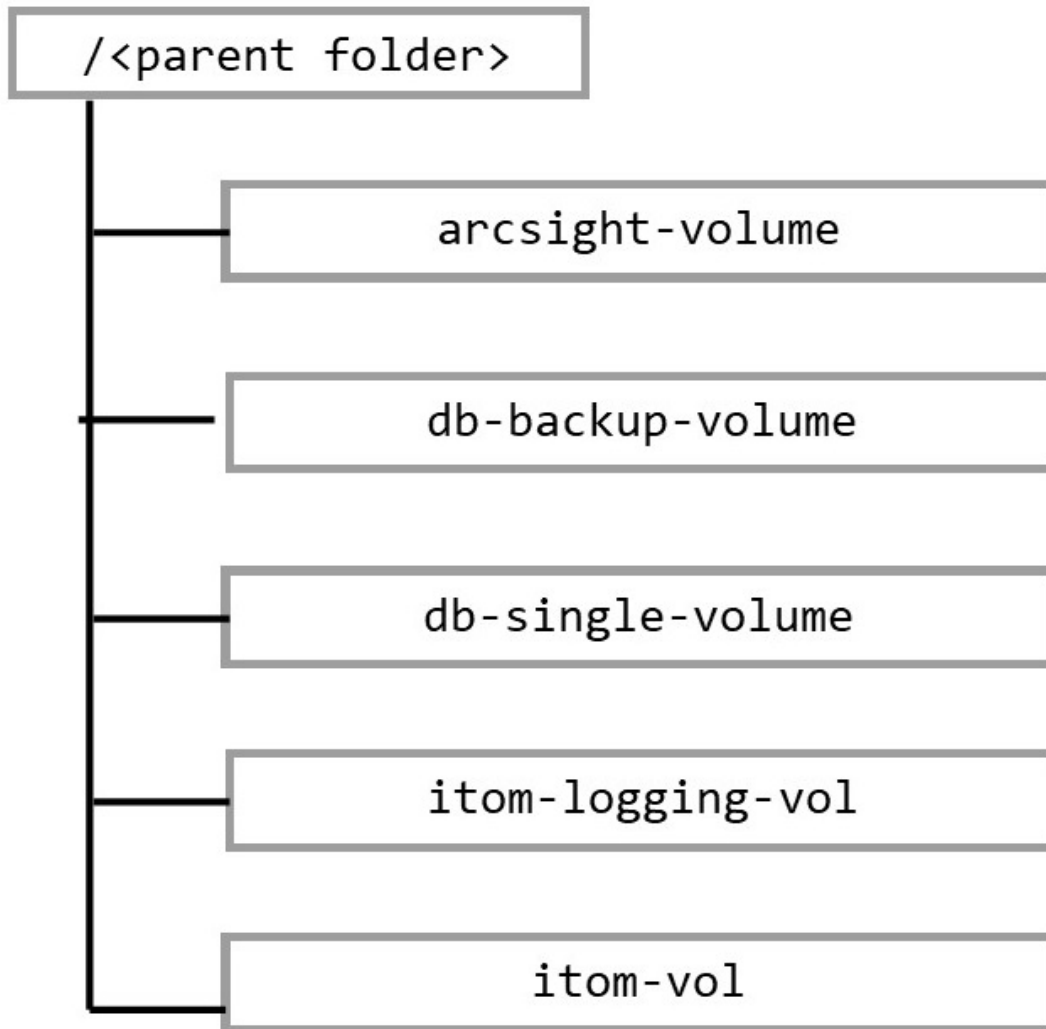 /<parent folder>
arcsight-volume
db-backup-volume
db-single-volume
itom-logging-vol
itom-vol